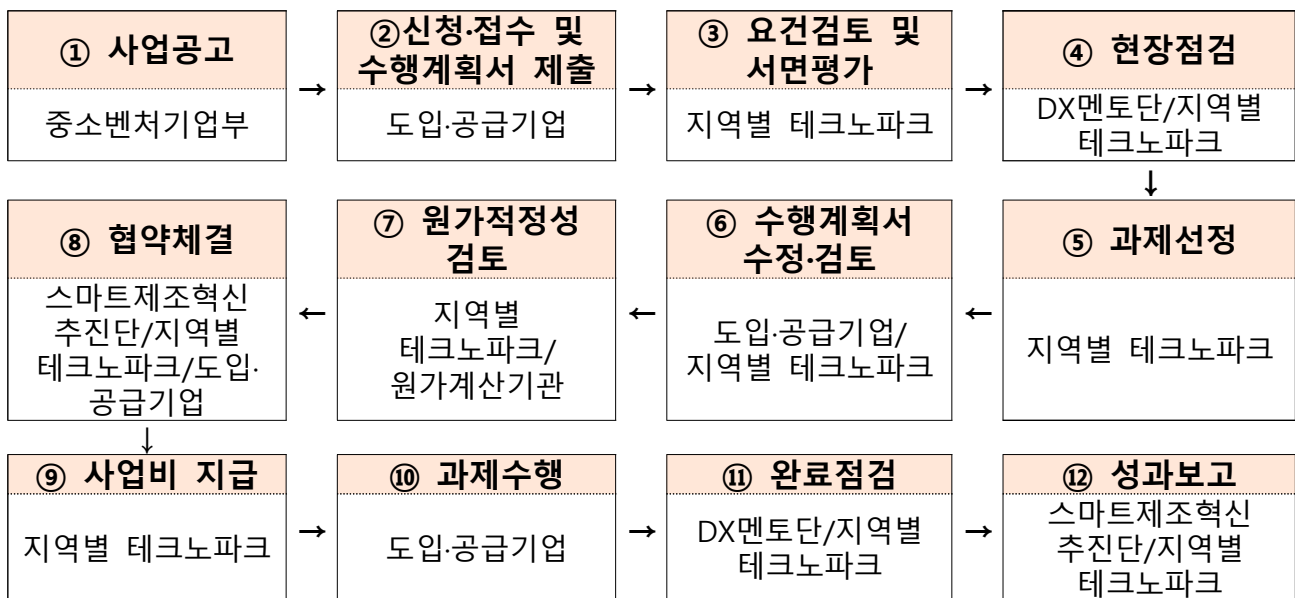 ① 사업공고
중소벤처기업부
→
②신청·접수 및
수행계획서 제출
도입·공급기업
→
③ 요건검토 및
서면평가
지역별 테크노파크
→
④ 현장점검
DX멘토단/지역별
테크노파크
↓
⑤ 과제선정
지역별 테크노파크
←
⑥ 수행계획서
수정·검토
도입·공급기업/
지역별 테크노파크
←
⑦ 원가적정성
검토
지역별
테크노파크/
원가계산기관
←
⑧ 협약체결
스마트제조혁신
추진단/지역별
테크노파크/도입·
공급기업
↓
⑨ 사업비 지급
지역별 테크노파크
→
⑩ 과제수행
도입·공급기업
→
⑪ 완료점검
DX멘토단/지역별
테크노파크
→
⑫ 성과보고
스마트제조혁신
추진단/지역별
테크노파크